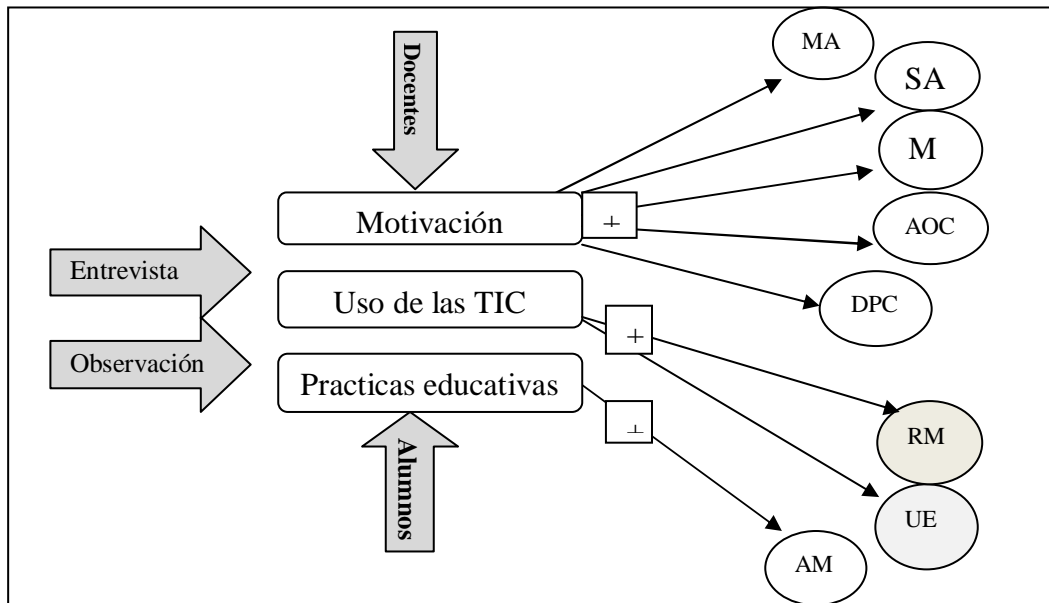 Docentes
MA
SA
M
AOC
DPC
Motivación
+
Entrevista
Uso de las TIC
+
Observación
Practicas educativas
+
Alumnos
RM
UE
AM